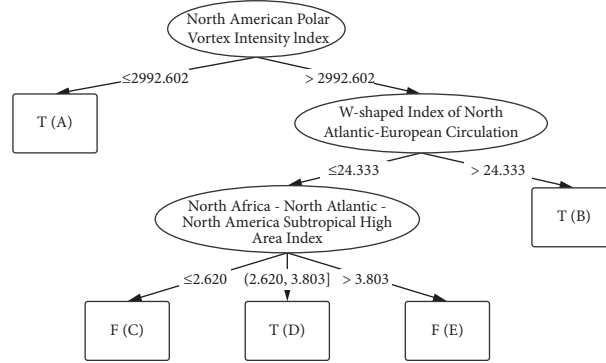 North American Polar
Vortex Intensity Index
≤2992.602
> 2992.602
T (A)
W-shaped Index of North
Atlantic-European Circulation
≤24.333
> 24.333
North Africa - North Atlantic -
North America Subtropical High
Area Index
T (B)
≤2.620
(2.620, 3.803]
> 3.803
F (C)
T (D)
F (E)